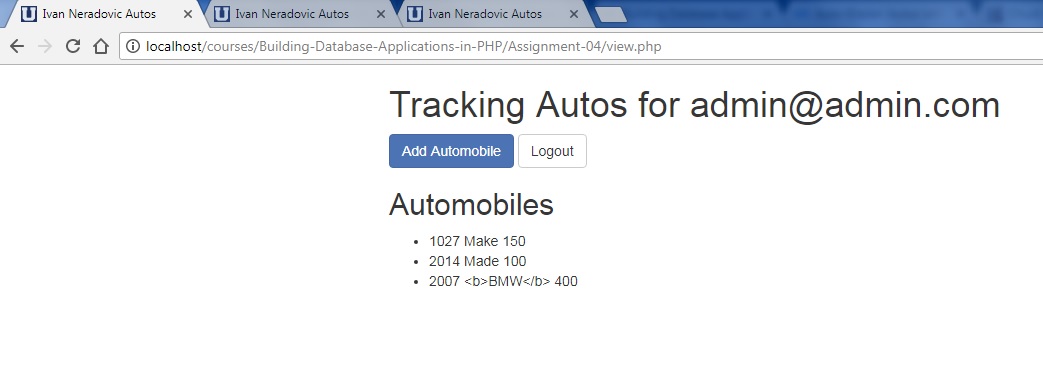 Ivan Neradovic Autos
Ivan Neradovic Autos
Ivan Neradovic Autos
localhost/courses/Building-Database-Applications-in-PHP/Assignment-04/view.php
Tracking Autos for admin@admin.com
Add Automobile Logout
Automobiles
• 1027 Make 150
• 2014 Made 100
• 2007 <b>BMW</b> 400